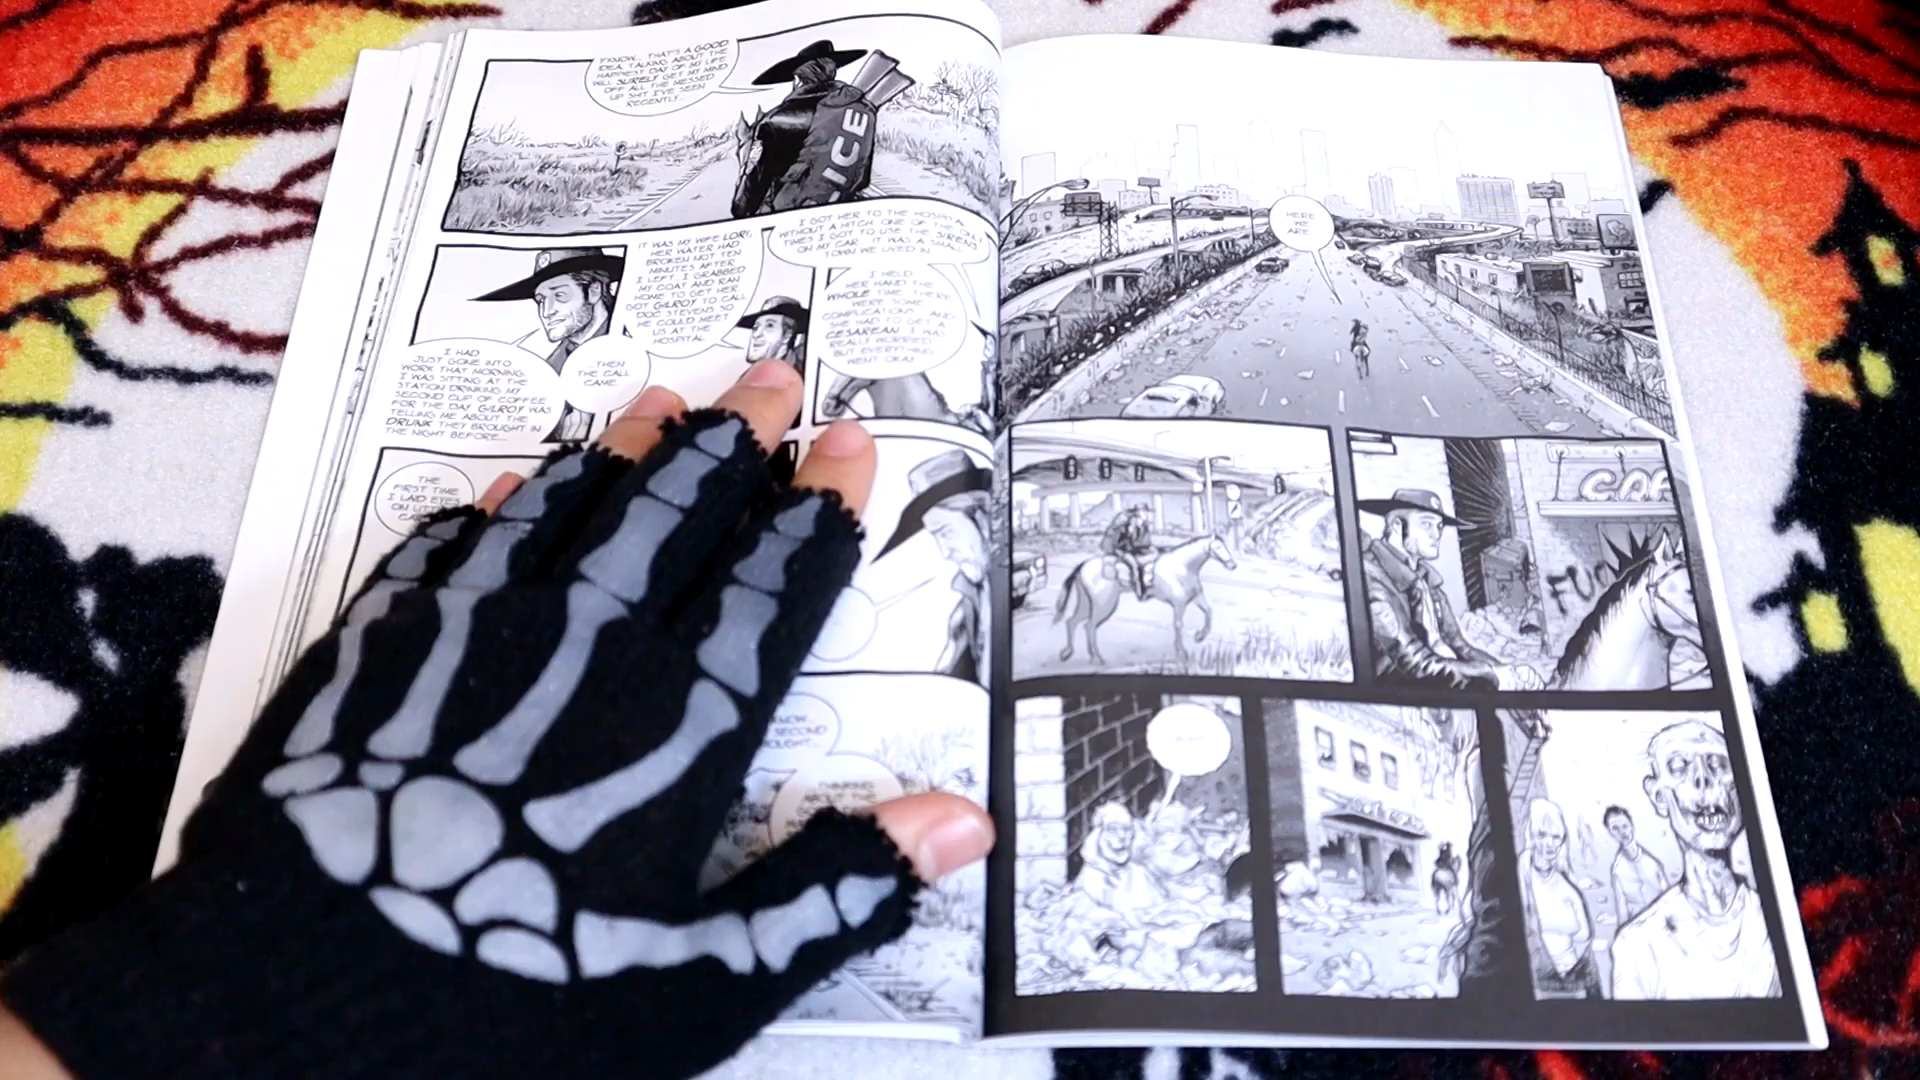 Y'KNOW... THAT'S A GOOD
IDEA. TALKING ABOUT THE
HAPPIEST DAY OF MY LIFE
WILL SURELY GET MY MIND
OFF ALL THE MESSED
UP SHIT I'VE SEEN
RECENTLY...
ICE
I HAD
JUST GONE INTO
WORK THAT MORNING.
I WAS SITTING AT THE
STATION DRINKING MY
SECOND CUP OF COFFEE
FOR THE DAY. GILROY WAS
TELLING ME ABOUT THE
DRUNK THEY BROUGHT IN
THE NIGHT BEFORE...
...THEN
THE CALL
CAME.
IT WAS MY WIFE LORI,
HER WATER HAD
BROKEN NOT TEN
MINUTES AFTER
I LEFT. I GRABBED
MY COAT AND RAN
HOME TO GET HER.
GOT GILROY TO CALL
DOC STEVENS SO
HE COULD MEET
US AT THE
HOSPITAL.
I GOT HER TO THE HOSPITAL
WITHOUT A HITCH. ONE OF THE ONLY
TIMES I GOT TO USE THE SIRENS
ON MY CAR. IT WAS A SMALL
TOWN WE LIVED IN.
I HELD
HER HAND THE
WHOLE TIME. THERE
WERE SOME
COMPLICATIONS... AND
SHE HAD TO GET A
CESAREAN. I WAS
REALLY WORRIED
BUT EVERYTHING
WENT OKAY.
THE
FIRST TIME
I LAID EYES
ON
KNOW...
SECOND
THINKING
ABOUT THE
HERE
WE
ARE.
CAF
FUC